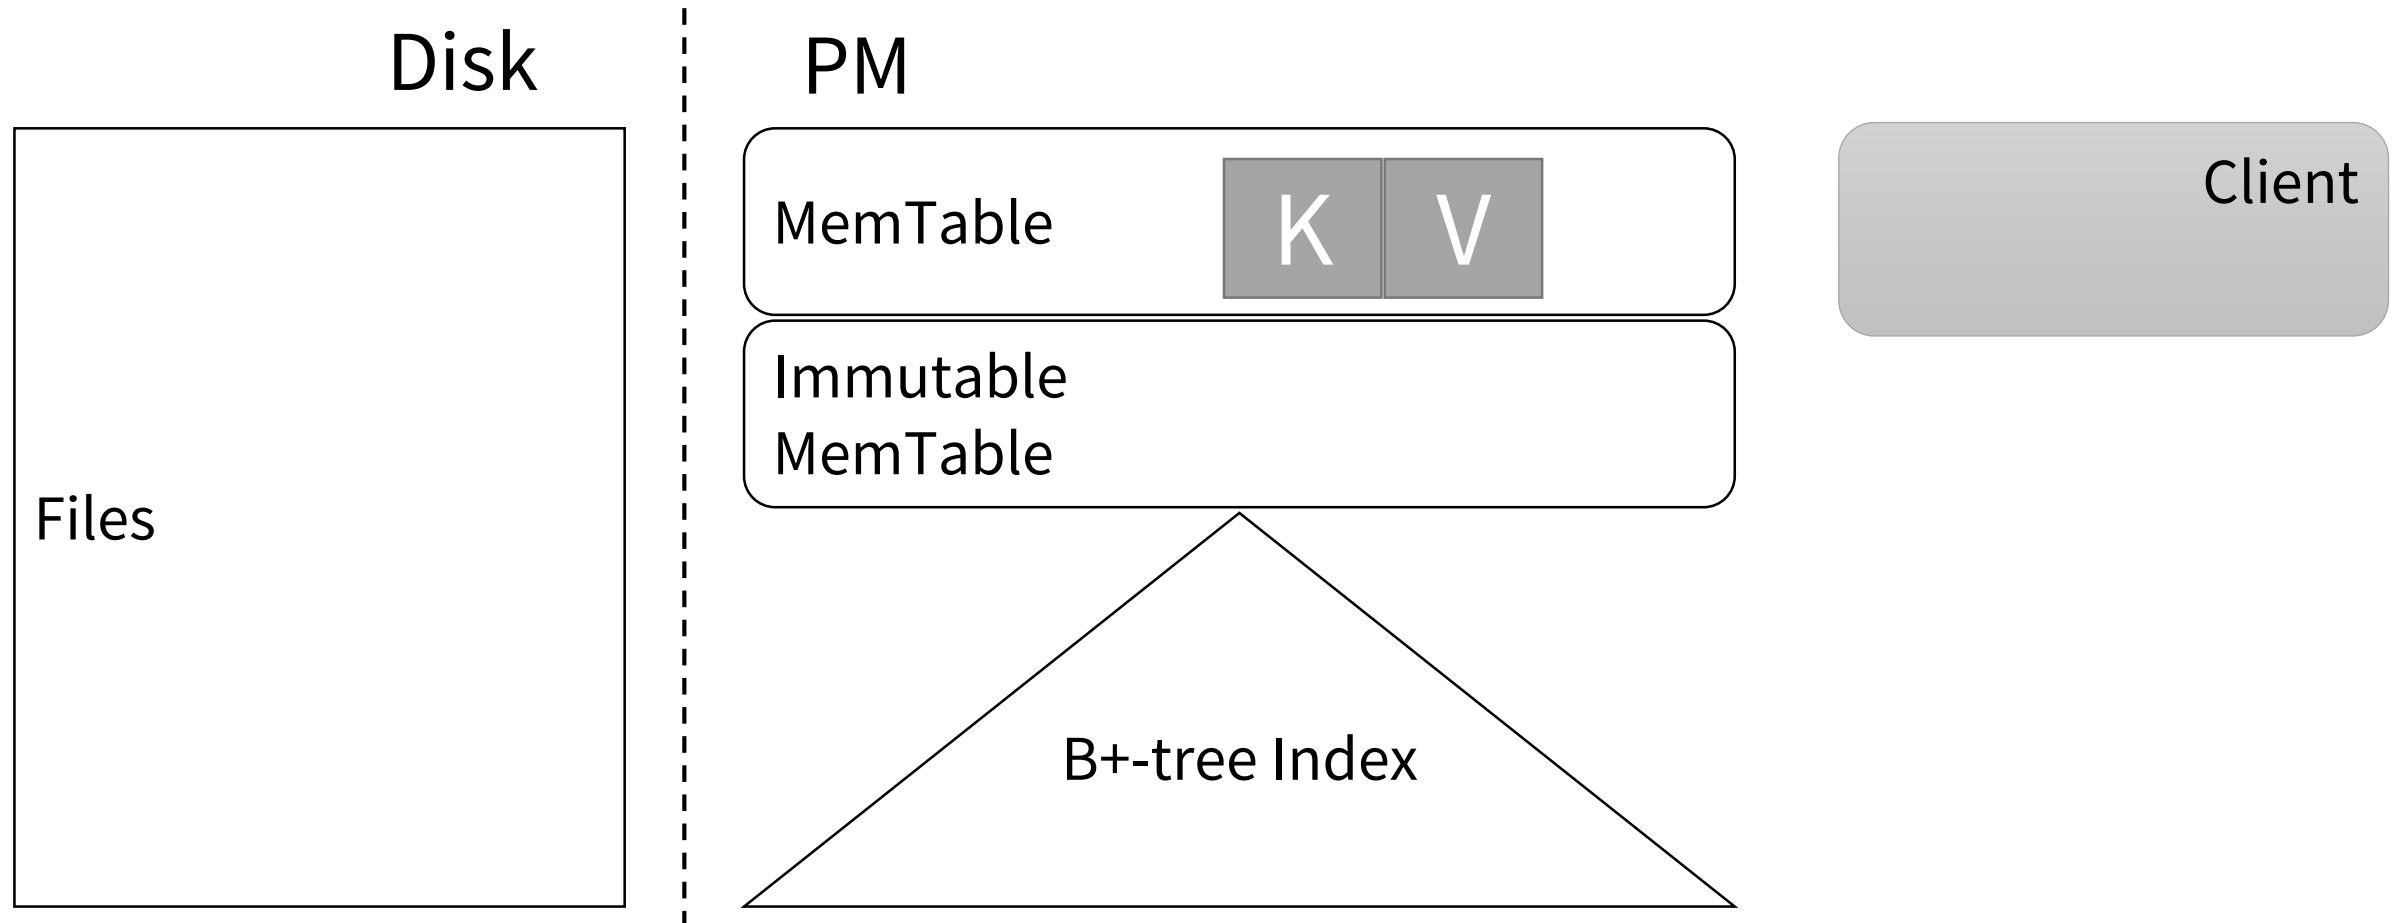 Disk
PM
MemTable
K
V
Client
Immutable
MemTable
Files
B+-tree Index